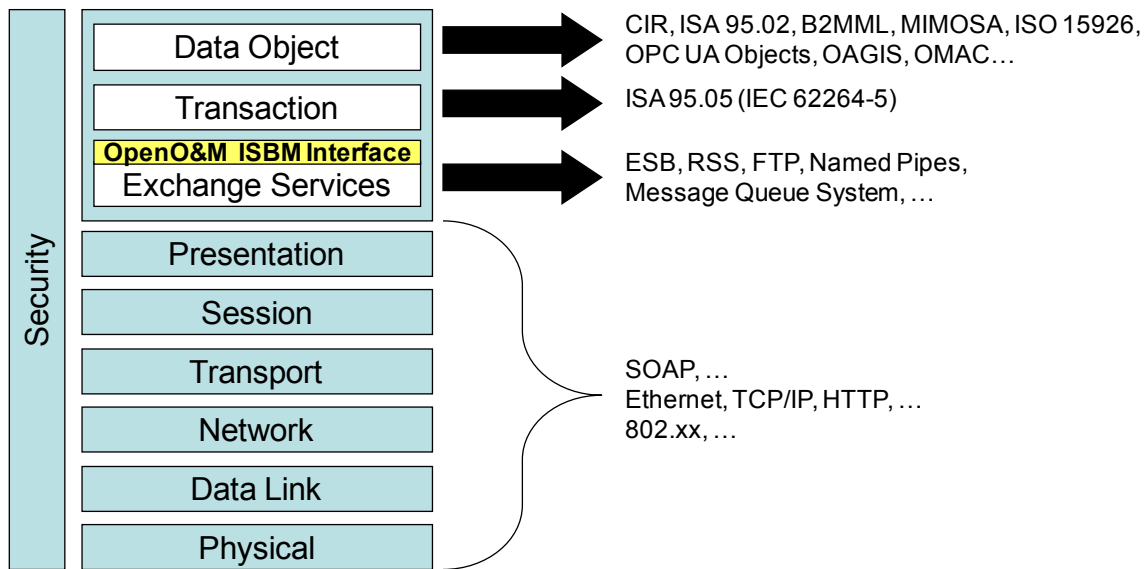 Security
Data Object
CIR, ISA 95.02, B2MML, MIMOSA, ISO 15926,
OPC UA Objects, OAGIS, OMAC…
Transaction
ISA 95.05 (IEC 62264-5)
OpenO&M ISBM Interface
Exchange Services
ESB, RSS, FTP, Named Pipes,
Message Queue System, …
Presentation
Session
Transport
Network
Data Link
Physical
SOAP, …
Ethernet, TCP/IP, HTTP, …
802.xx, …